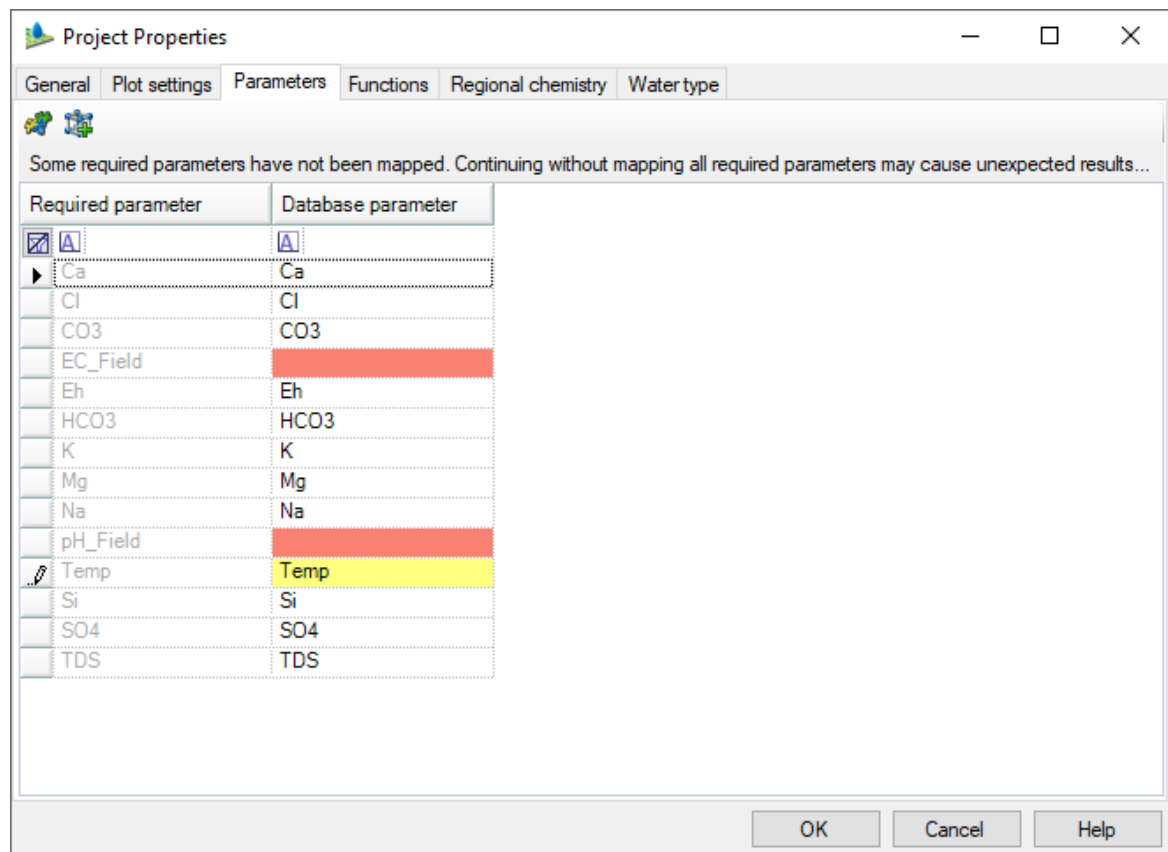 Project Properties
General Plot settings Parameters Functions Regional chemistry Water type
Some required parameters have not been mapped. Continuing without mapping all required parameters may cause unexpected results...
Required parameter Database parameter
A A
Ca Ca
Cl Cl
CO3 CO3
EC_Field
Eh Eh
HCO3 HCO3
K K
Mg Mg
Na Na
pH_Field
Temp Temp
Si Si
SO4 SO4
TDS TDS
OK Cancel Help